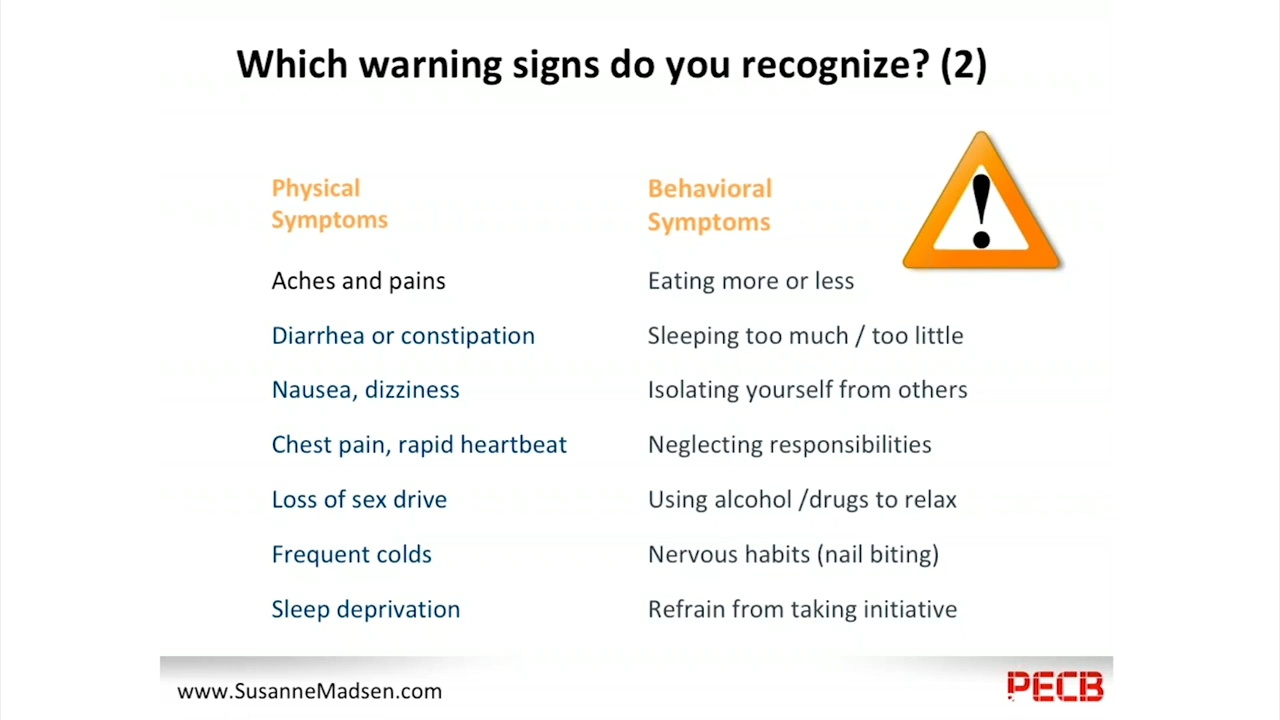 Which warning signs do you recognize? (2)
Physical
Symptoms
Aches and pains
Diarrhea or constipation
Nausea, dizziness
Chest pain, rapid heartbeat
Loss of sex drive
Frequent colds
Sleep deprivation
Behavioral
Symptoms
Eating more or less
Sleeping too much / too little
Isolating yourself from others
Neglecting responsibilities
Using alcohol /drugs to relax
Nervous habits (nail biting)
Refrain from taking initiative
www.SusanneMadsen.com
PECB